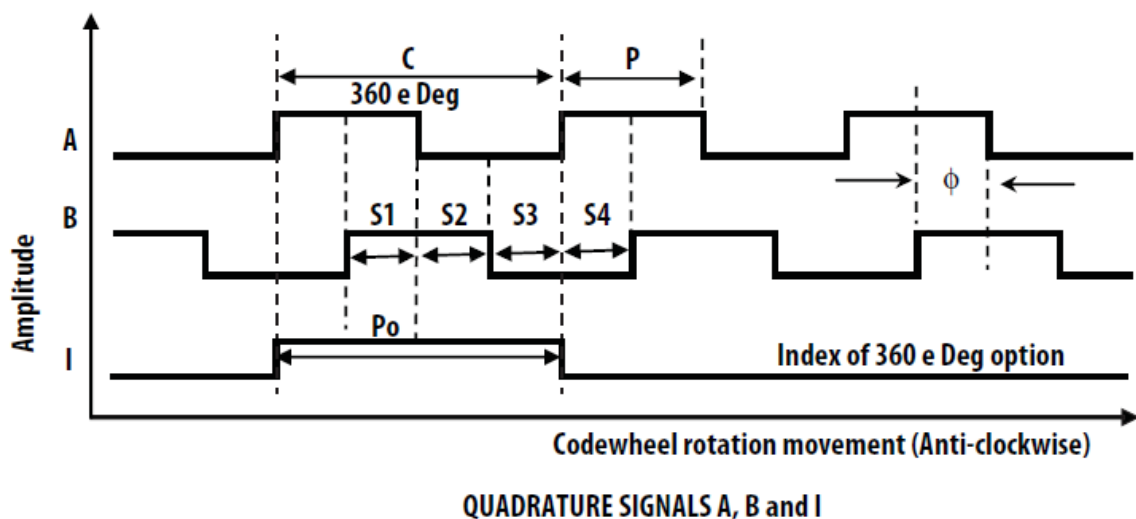 C
P
360 e Deg
A
ϕ
B
S1 S2 S3 S4
Amplitude
Po
I
Index of 360 e Deg option
Codewheel rotation movement (Anti-clockwise)
QUADRATURE SIGNALS A, B and I